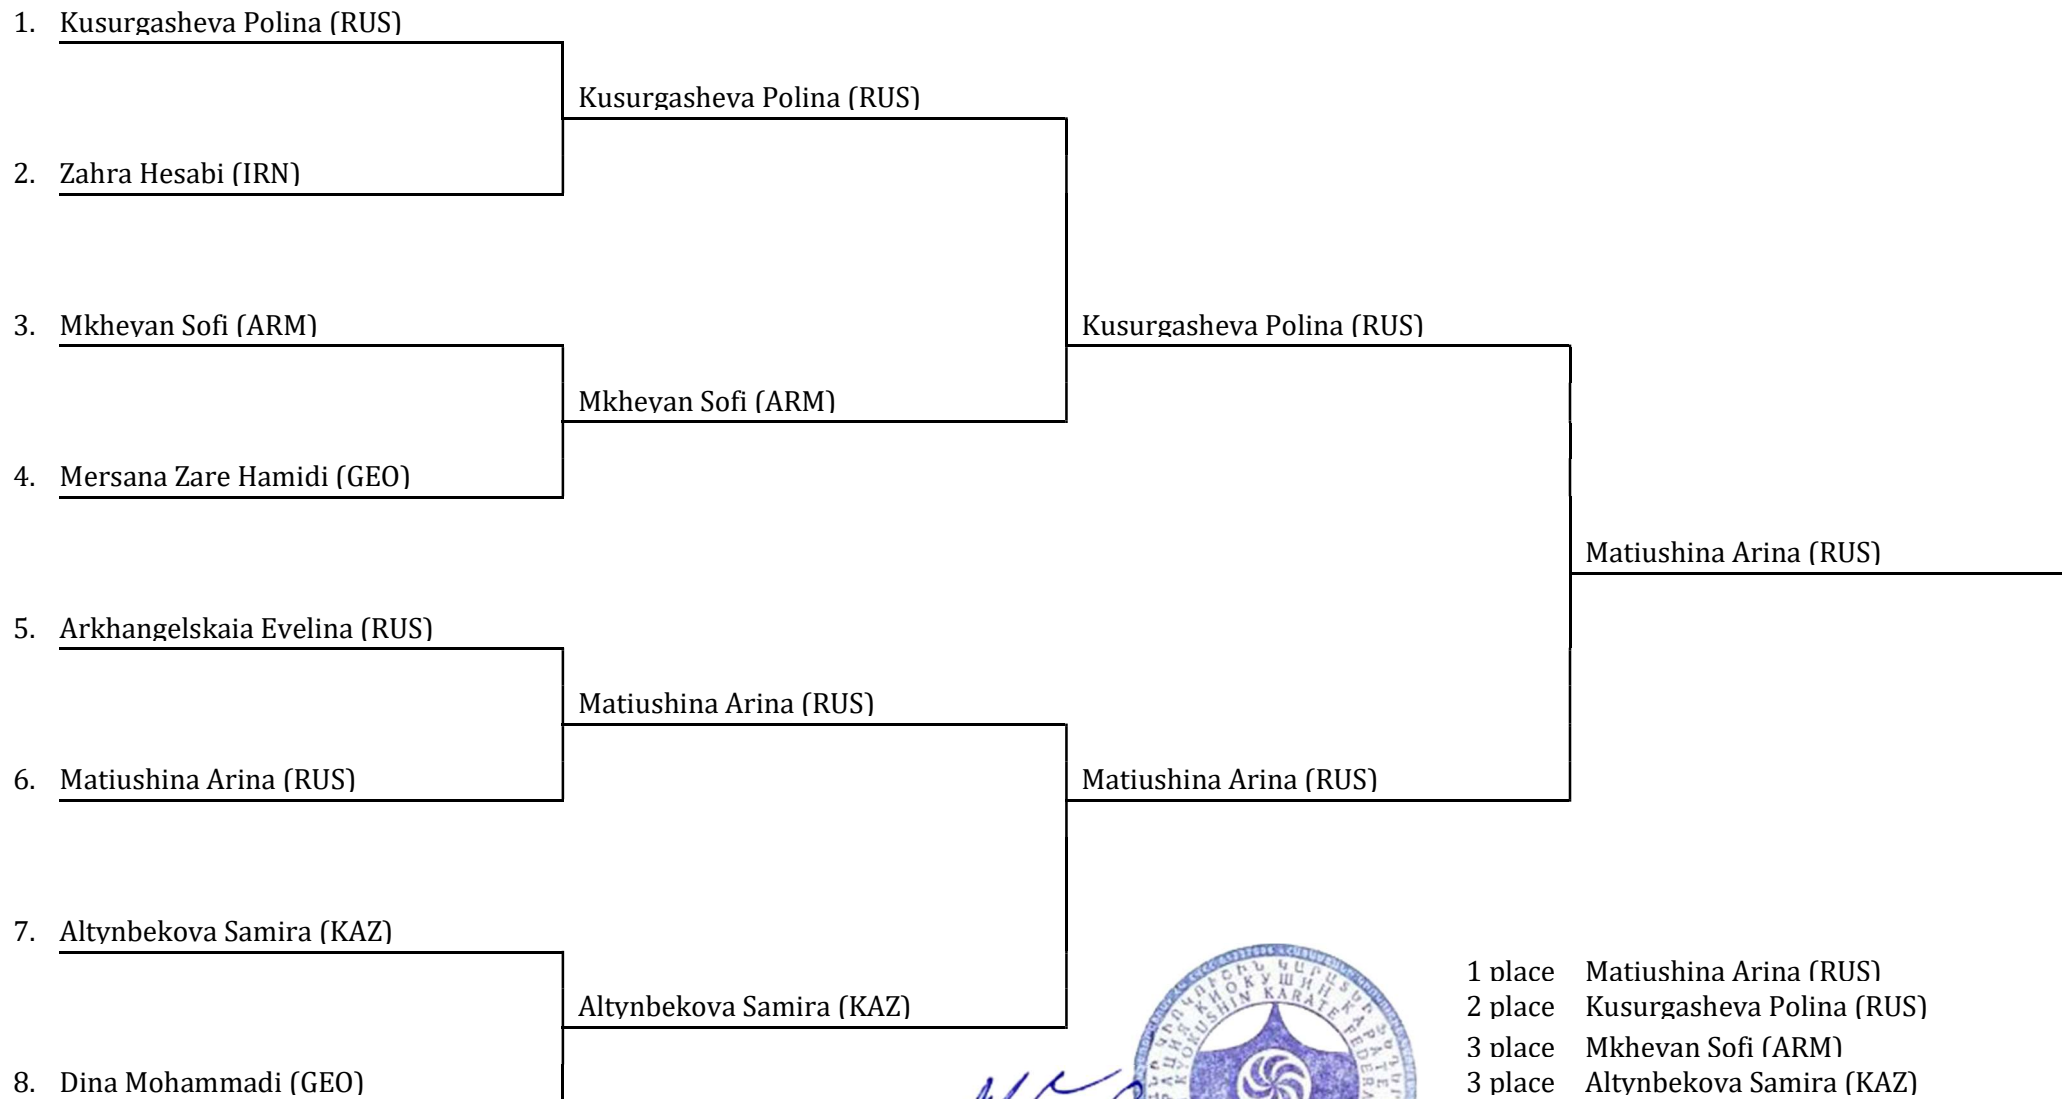 1. Kusurgasheva Polina (RUS)
Kusurgasheva Polina (RUS)
2. Zahra Hesabi (IRN)
3. Mkheyan Sofi (ARM)
Kusurgasheva Polina (RUS)
Mkheyan Sofi (ARM)
4. Mersana Zare Hamidi (GEO)
Matiushina Arina (RUS)
5. Arkhangelskaia Evelina (RUS)
Matiushina Arina (RUS)
6. Matiushina Arina (RUS)
Matiushina Arina (RUS)
7. Altynbekova Samira (KAZ)
Altynbekova Samira (KAZ)
8. Dina Mohammadi (GEO)
1 place Matiushina Arina (RUS)
2 place Kusurgasheva Polina (RUS)
3 place Mkheyan Sofi (ARM)
3 place Altynbekova Samira (KAZ)
KYOKUSHIN KARATE